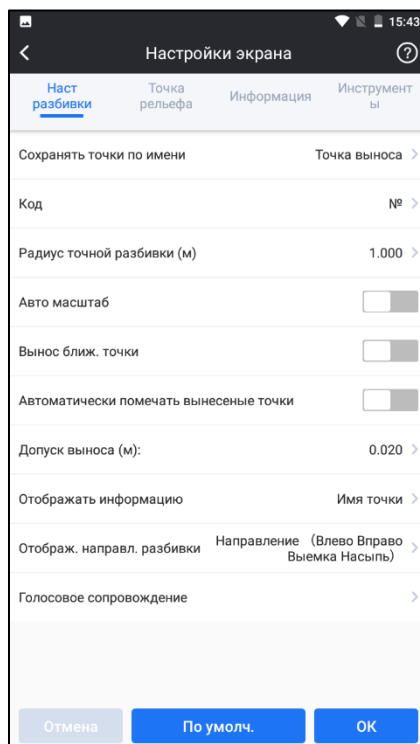 15:43
Настройки экрана
Наст
разбивки
Точка
рельефа
Информация
Инструмент
ы
Сохранять точки по имени Точка выноса
Код №
Радиус точной разбивки (м) 1.000
Авто масштаб
Вынос ближ. точки
Автоматически помечать вынесеные точки
Допуск выноса (м): 0.020
Отображать информацию Имя точки
Отображ. направл. разбивки Направление （Влево Вправо
Выемка Насыпь）
Голосовое сопровождение
Отмена По умолч. ОК